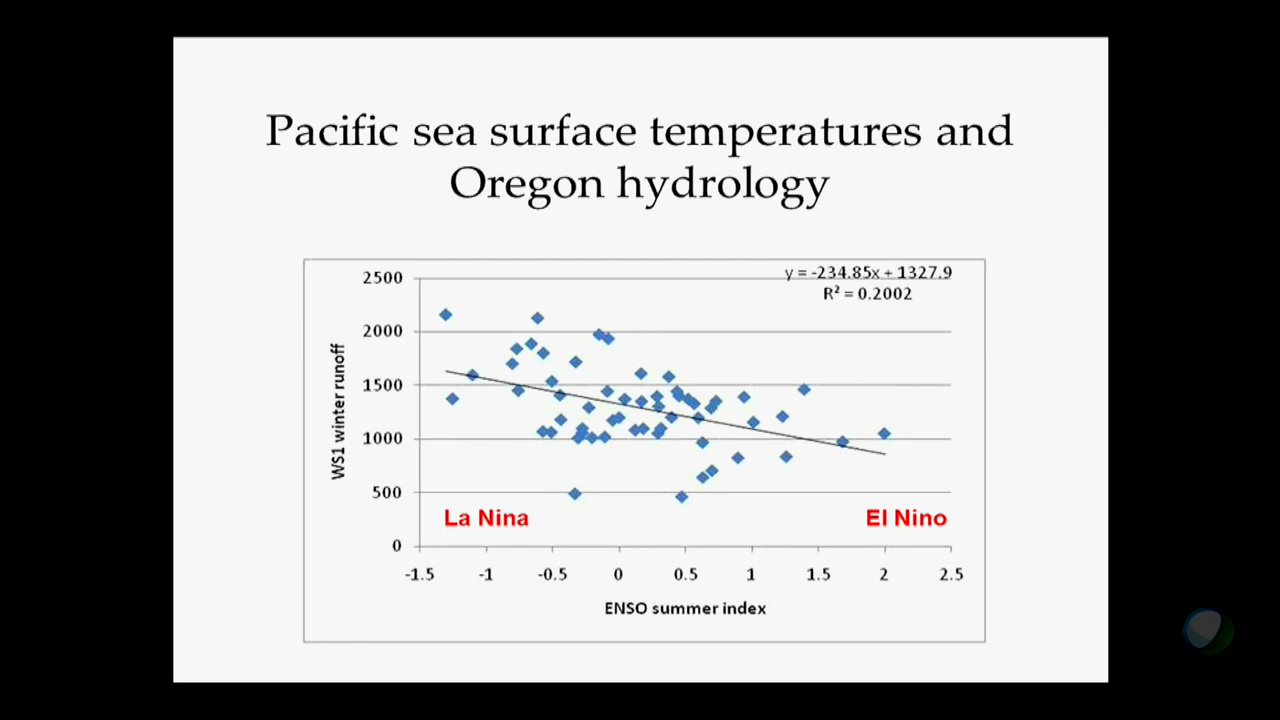 Pacific sea surface temperatures and
Oregon hydrology
y = -234.85x + 1327.9
R² = 0.2002
WS1 winter runoff
2500
2000
1500
1000
500
0
La Nina
El Nino
-1.5 -1 -0.5 0 0.5 1 1.5 2 2.5
ENSO summer index